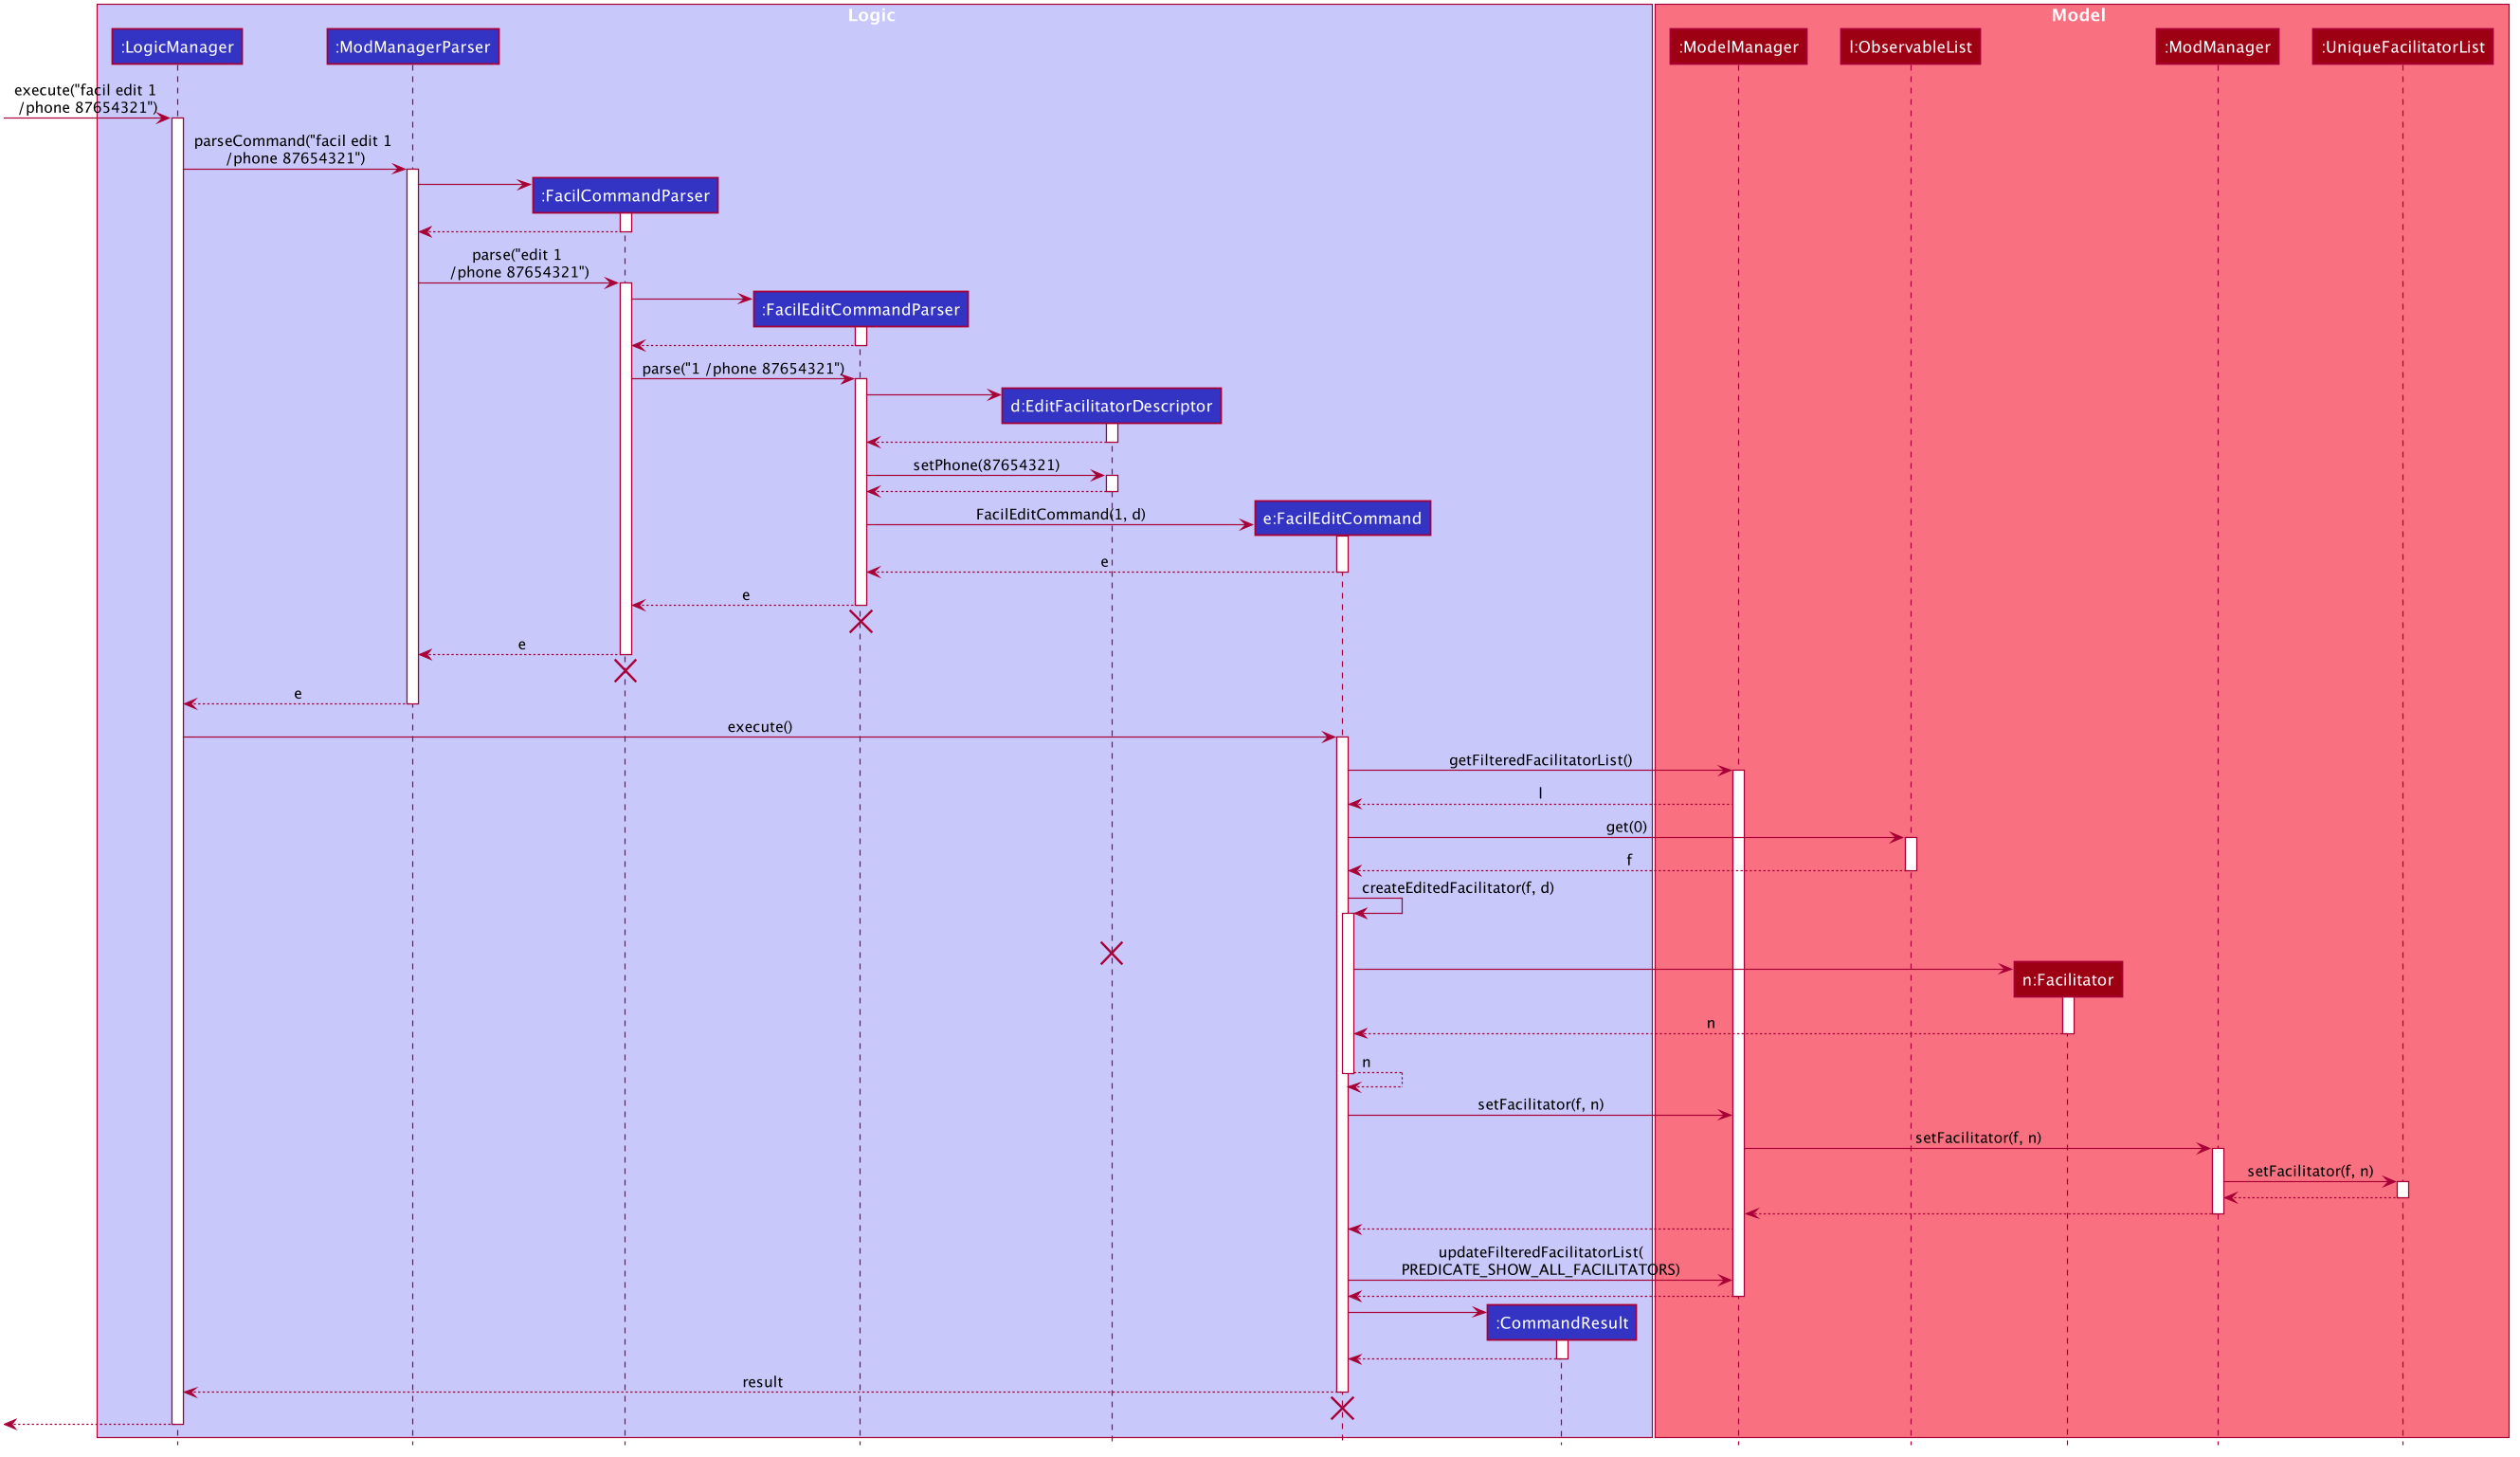 Logic
Model
:LogicManager
:ModManagerParser
:ModelManager
l:ObservableList
:ModManager
:UniqueFacilitatorList
execute("facil edit 1
/phone 87654321")
parseCommand("facil edit 1
/phone 87654321")
:FacilCommandParser
parse("edit 1
/phone 87654321")
:FacilEditCommandParser
parse("1 /phone 87654321")
d:EditFacilitatorDescriptor
setPhone(87654321)
FacilEditCommand(1, d)
e:FacilEditCommand
e
e
e
e
execute()
getFilteredFacilitatorList()
l
get(0)
f
createEditedFacilitator(f, d)
n:Facilitator
n
n
setFacilitator(f, n)
setFacilitator(f, n)
setFacilitator(f, n)
updateFilteredFacilitatorList(
PREDICATE_SHOW_ALL_FACILITATORS)
:CommandResult
result